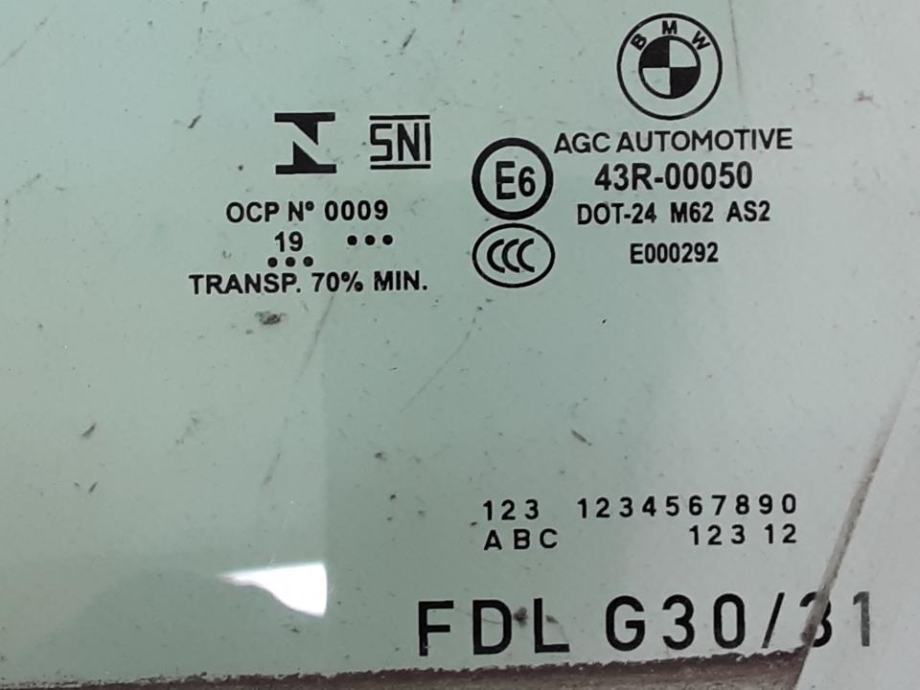 BMW
SNI
AGC AUTOMOTIVE
E6
43R-00050
OCP Nº 0009
DOT-24 M62 AS2
19 •••
•••
CCC
E000292
TRANSP. 70% MIN.
123 1234567890
ABC 123 12
FDL G30/31